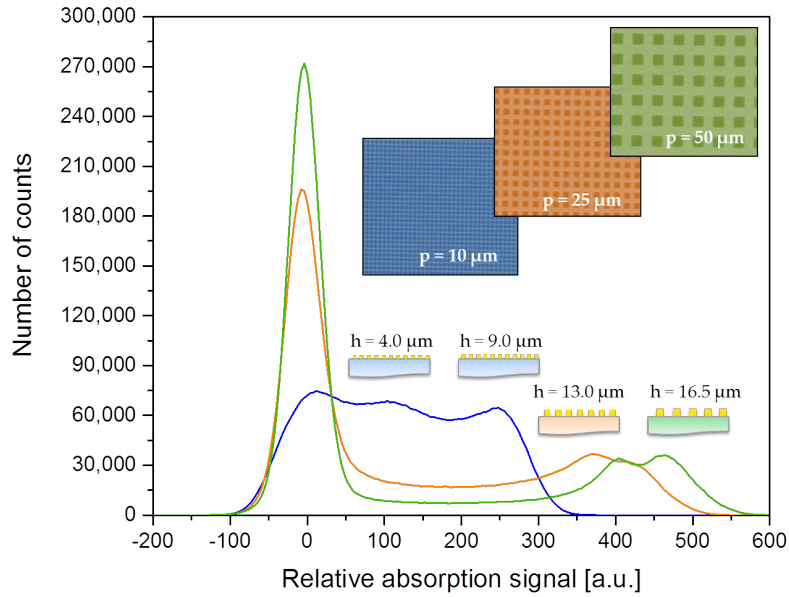 300,000
270,000
240,000
210,000
180,000
150,000
120,000
90,000
60,000
30,000
0
Number of counts
p = 50 µm
p = 25 µm
p = 10 µm
h = 4.0 µm
h = 9.0 µm
h = 13.0 µm
h = 16.5 µm
-200 -100 0 100 200 300 400 500 600
Relative absorption signal [a.u.]